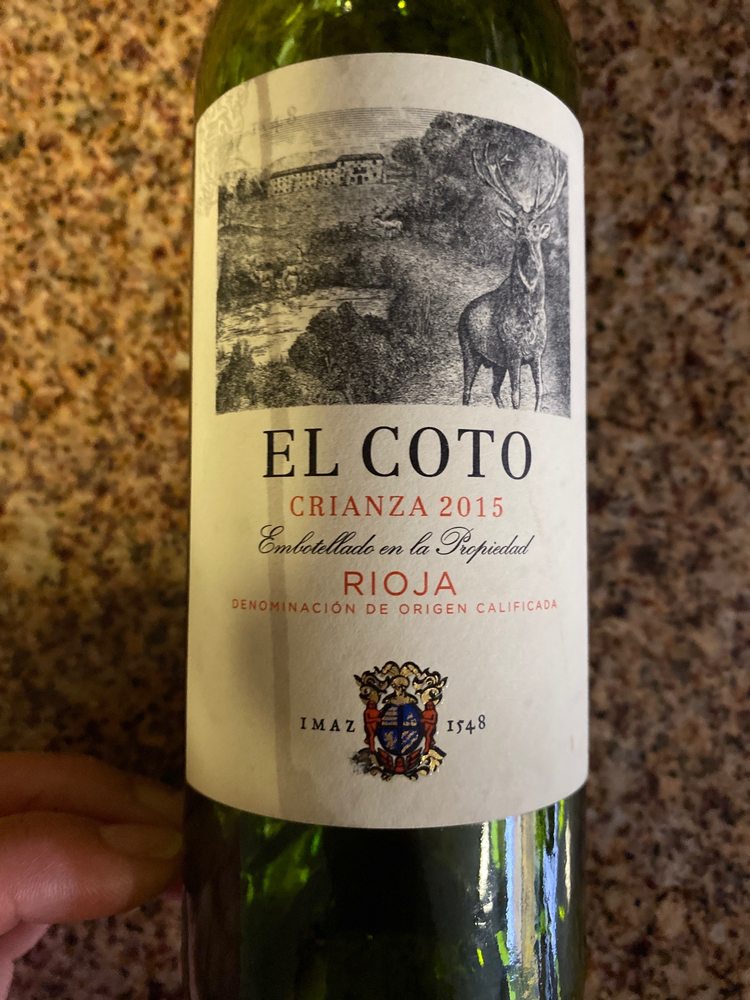 EL COTO
CRIANZA 2015
Embotellado en la Propiedad
RIOJA
DENOMINACIÓN DE ORIGEN CALIFICADA
IMAZ 1548